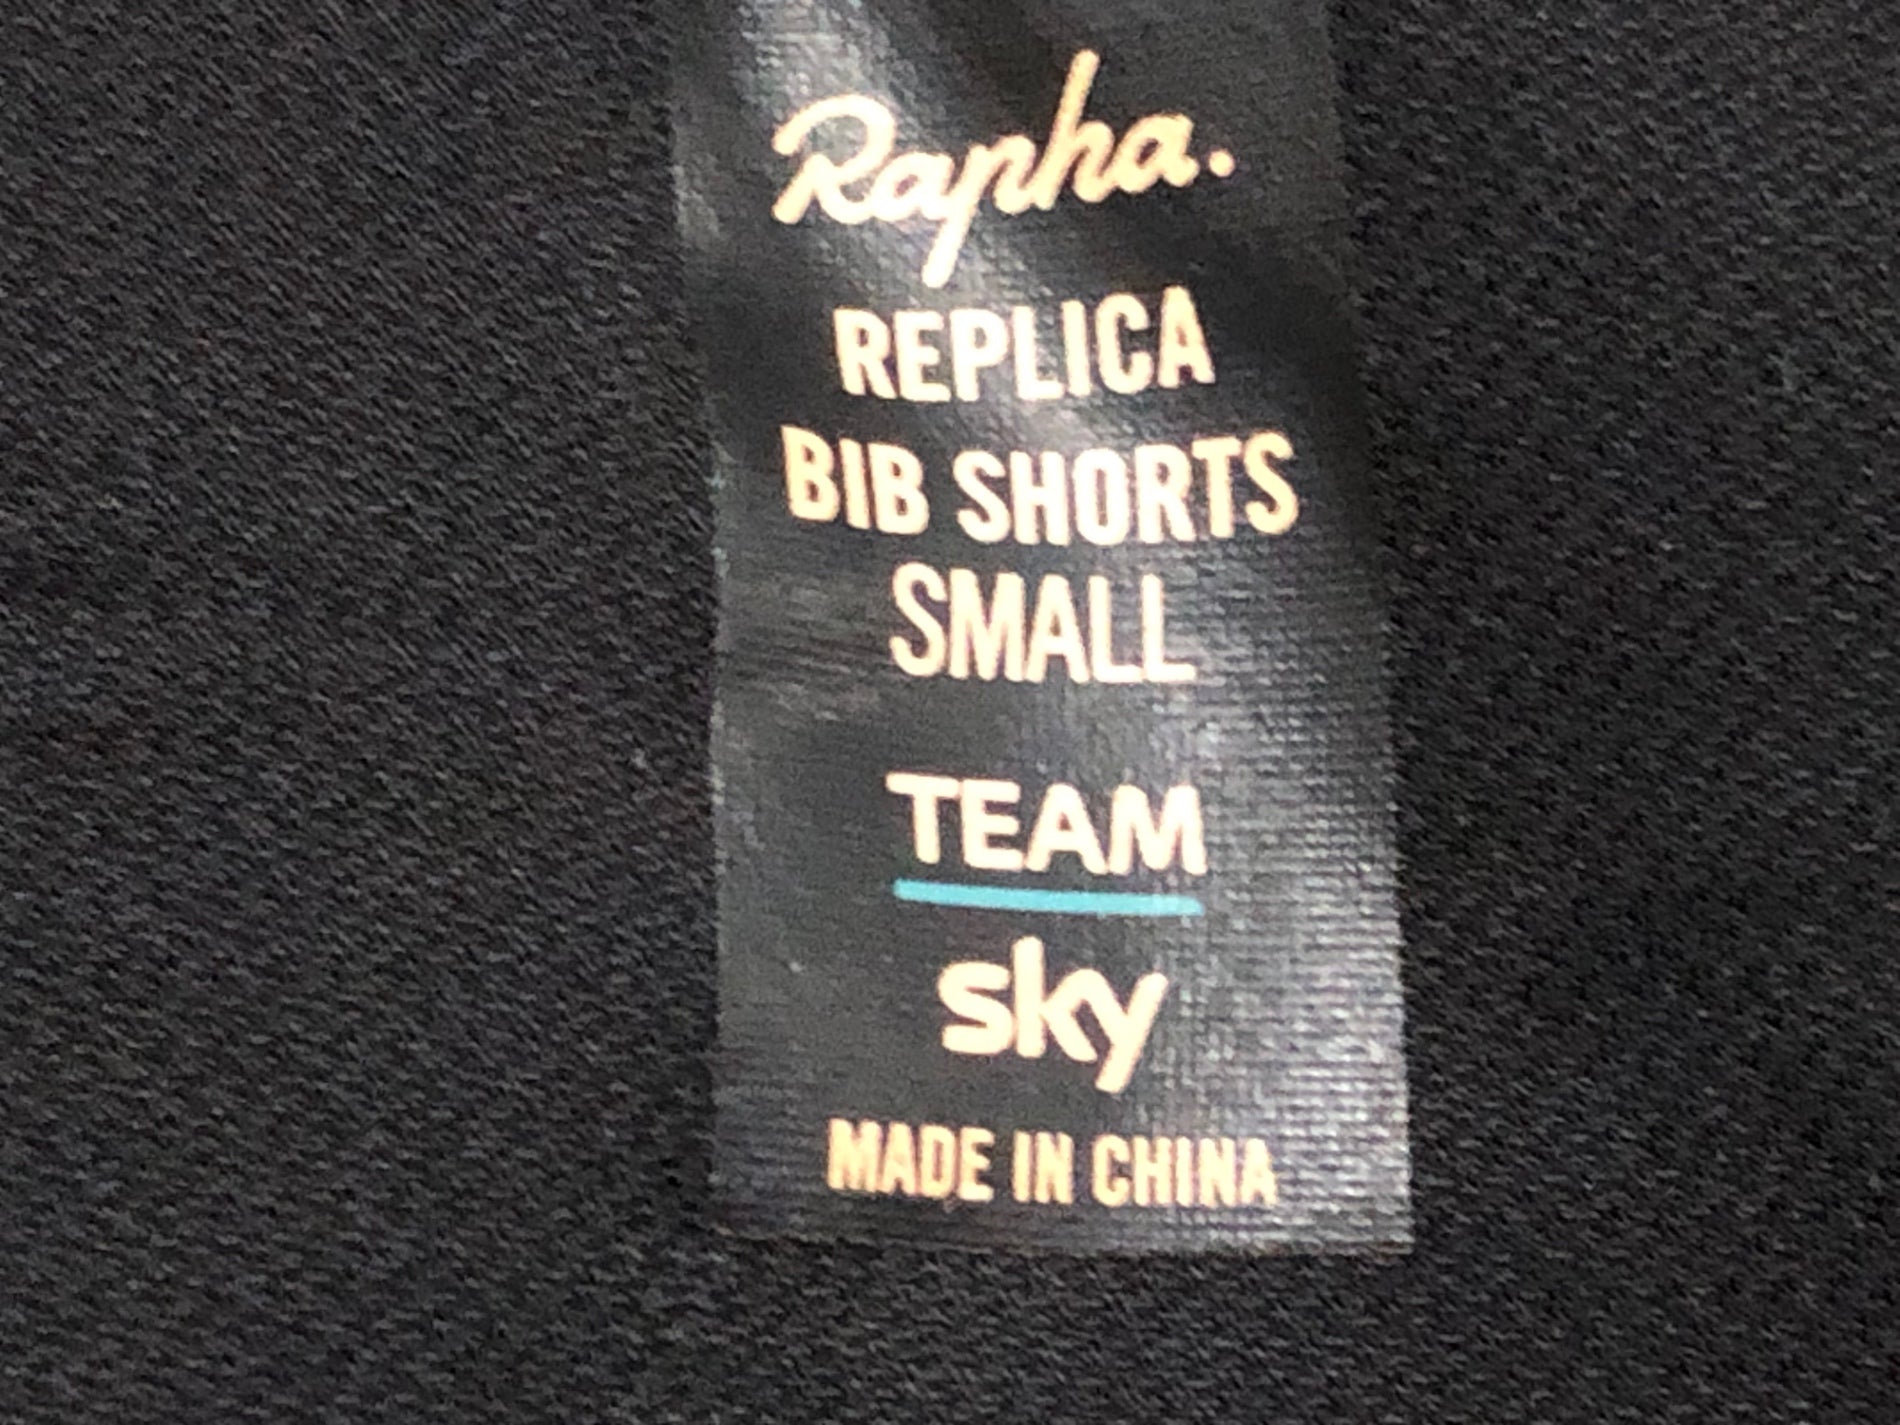 Rapha.
REPLICA
BIB SHORTS
SMALL
TEAM
sky
MADE IN CHINA